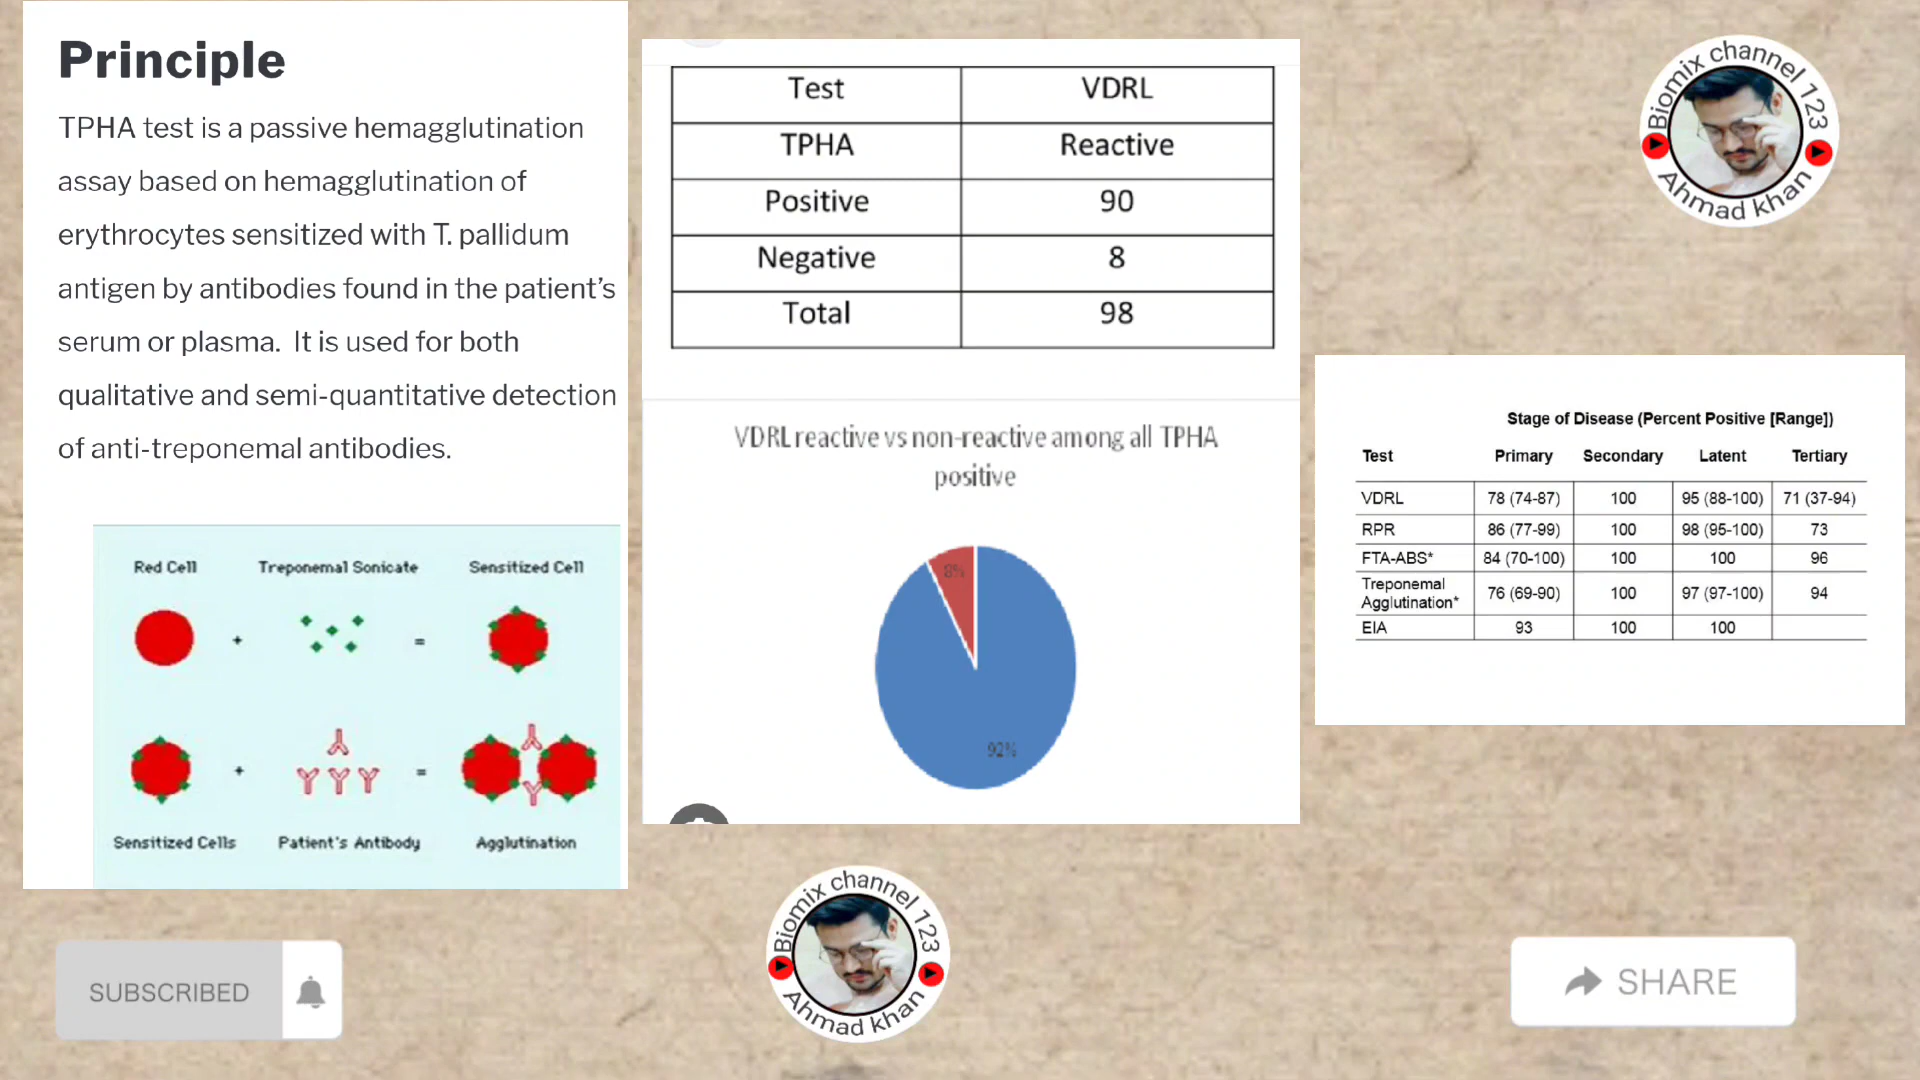 Principle
TPHA test is a passive hemagglutination
assay based on hemagglutination of
erythrocytes sensitized with T. pallidum
antigen by antibodies found in the patient's
serum or plasma.  It is used for both
qualitative and semi-quantitative detection
of anti-treponemal antibodies.
Red Cell Treponemal Sonicate Sensitized Cell
+ =
+ =
Sensitized Cells Patient's Antibody Agglutination
Test VDRL
TPHA Reactive
Positive 90
Negative 8
Total 98
VDRL reactive vs non-reactive among all TPHA
positive
8%
92%
Biomix channel 123
Ahmad khan
Stage of Disease (Percent Positive [Range])
Test Primary Secondary Latent Tertiary
VDRL 78 (74-87) 100 95 (88-100) 71 (37-94)
RPR 86 (77-99) 100 98 (95-100) 73
FTA-ABS* 84 (70-100) 100 100 96
Treponemal
Agglutination* 76 (69-90) 100 97 (97-100) 94
EIA 93 100 100
Biomix channel 123
Ahmad khan
SUBSCRIBED
SHARE